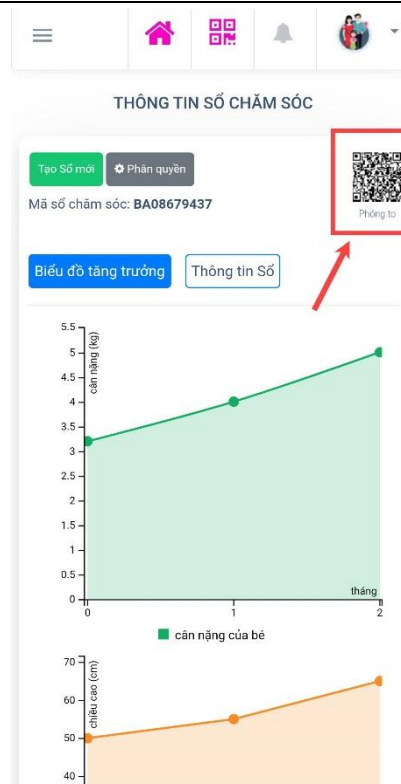 THÔNG TIN SỔ CHĂM SÓC
Tạo Sổ mới
Phân quyền
Mã sổ chăm sóc: BA08679437
Phóng to
Biểu đồ tăng trưởng
Thông tin Sổ
cân nặng (kg)
5.5
5
4.5
4
3.5
3
2.5
2
1.5
1
0.5
0
tháng
0 1 2
cân nặng của bé
chiều cao (cm)
70
60
50
40